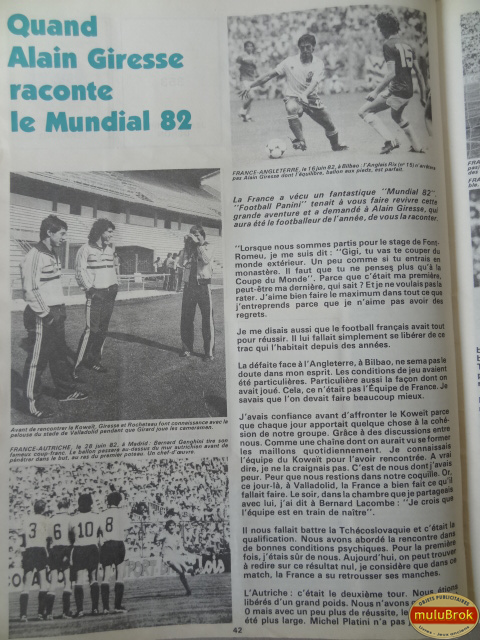 Quand
Alain Giresse
raconte
le Mundial 82
FRANCE-ANGLETERRE, le 16 juin 82, à Bilbao : l'Anglais Rix (nº 15) n'arrêtera
pas Alain Giresse dont l'équilibre, ballon aux pieds, est parfait.
La France a vécu un fantastique "Mundial 82".
"Football Panini" tenait à vous faire revivre cette
grande aventure et a demandé à Alain Giresse, qui
aura été le footballeur de l'année, de vous la raconter.
"Lorsque nous sommes partis pour le stage de Font-
Romeu, je me suis dit : "Gigi, tu vas te couper du
monde extérieur. Un peu comme si tu entrais en
monastère. Il faut que tu ne penses plus qu'à la
Coupe du Monde". Parce que c'était ma première,
peut-être ma dernière, qui sait ? Et je ne voulais pas la
rater. J'aime bien faire le maximum dans tout ce que
j'entreprends parce que je n'aime pas avoir des
regrets.
Je me disais aussi que le football français avait tout
pour réussir. Il lui fallait simplement se libérer de ce
trac qui l'habitait depuis des années.
La défaite face à l'Angleterre, à Bilbao, ne sema pas le
doute dans mon esprit. Les conditions de jeu avaient
été particulières. Particulière aussi la façon dont on
avait joué. Cela, ce n'était pas l'Équipe de France. Je
savais que l'on devait faire beaucoup mieux.
J'avais confiance avant d'affronter le Koweït parce
que chaque jour apportait quelque chose à la cohé-
sion de notre groupe. Grâce à des discussions entre
nous. Comme une chaîne dont on aurait vu se former
les maillons quotidiennement. Je connaissais
l'équipe du Koweït pour l'avoir rencontrée. A vrai
dire, je ne la craignais pas. C'est de nous dont j'avais
peur. Peur que nous restions dans notre coquille. Or,
ce jour-là, à Valladolid, la France a bien fait ce qu'il
fallait faire. Le soir, dans la chambre que je partageais
avec lui, j'ai dit à Bernard Lacombe : "Je crois que
l'équipe est en train de naître".
Il nous fallait battre la Tchécoslovaquie et c'était la
qualification. Nous avons abordé la rencontre dans
de bonnes conditions psychiques. Pour la première
fois, j'étais sûr de nous. Aujourd'hui, on peut trouver
à redire sur ce résultat nul, je considère que dans ce
match, la France a su retrousser ses manches.
L'Autriche : c'était le deuxième tour. Nous étions
libérés d'un grand poids. Nous n'avons
0 mais avec un peu plus de réussite, le
été plus large. Michel Platini n'a pas
Avant de rencontrer le Koweït, Giresse et Rocheteau font connaissance avec la
pelouse du stade de Valladolid pendant que Girard joue les cameraman.
FRANCE-AUTRICHE, le 28 juin 82, à Madrid : Bernard Genghini tire son
fameux coup-franc. Le ballon passera au-dessus du mur autrichien avant de
pénétrer dans le but, au ras du premier poteau. Un chef-d'œuvre.
15
3
6
10
8
42
OBJETS PUBLICITAIRES
muluBrok